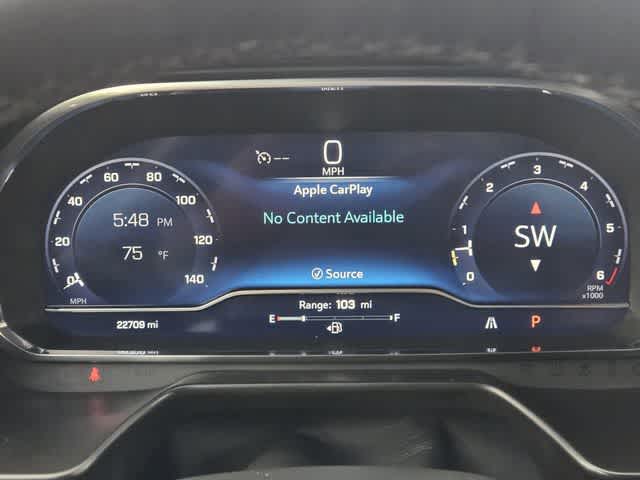 0
MPH
Apple CarPlay
No Content Available
Source
0 20 40 60 80 100 120 140
MPH
5:48 PM
75 °F
0 1 2 3 4 5 6
RPM
x1000
SW
Range: 103 mi
E F
22709 mi
P